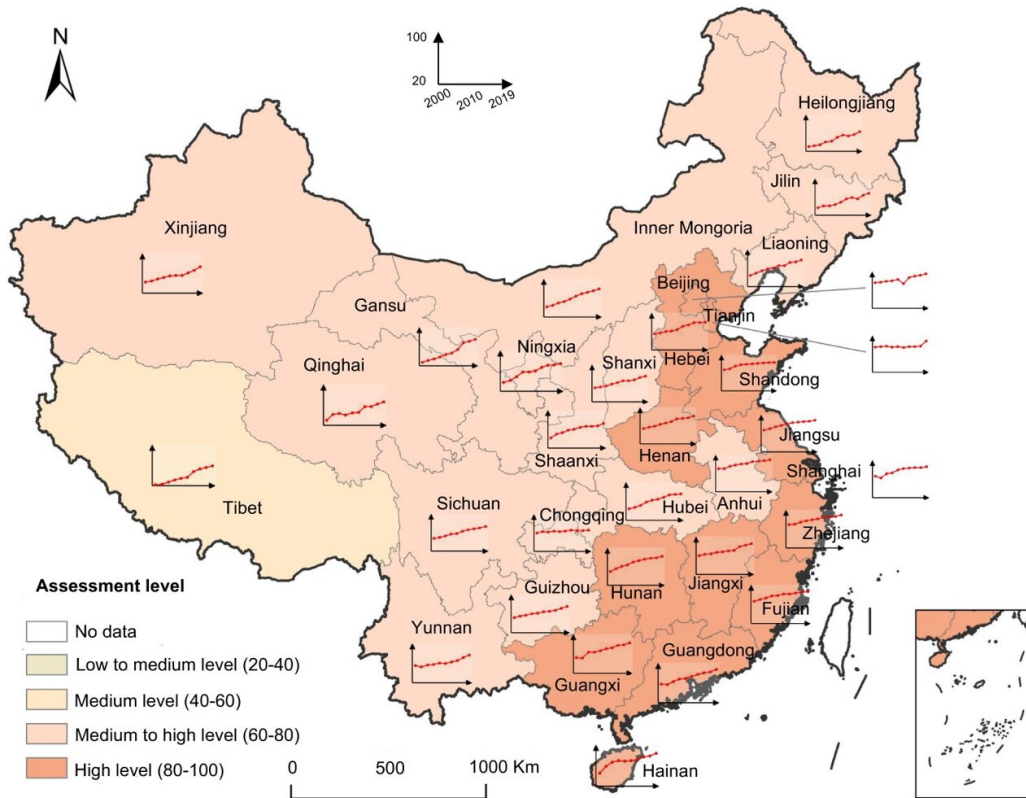 N
100
20
2000 2010 2019
Heilongjiang
Jilin
Xinjiang
Inner Mongoria
Liaoning
Beijing
Gansu
Tianjin
Ningxia
Qinghai
Shanxi
Hebei
Shandong
Jiangsu
Shaanxi
Henan
Shanghai
Tibet
Sichuan
Hubei
Anhui
Chongqing
Zhejiang
Assessment level
Guizhou
Hunan
Jiangxi
Fujian
No data
Yunnan
Guangdong
Low to medium level (20-40)
Guangxi
Medium level (40-60)
Medium to high level (60-80)
High level (80-100)
0 500 1000 Km
Hainan